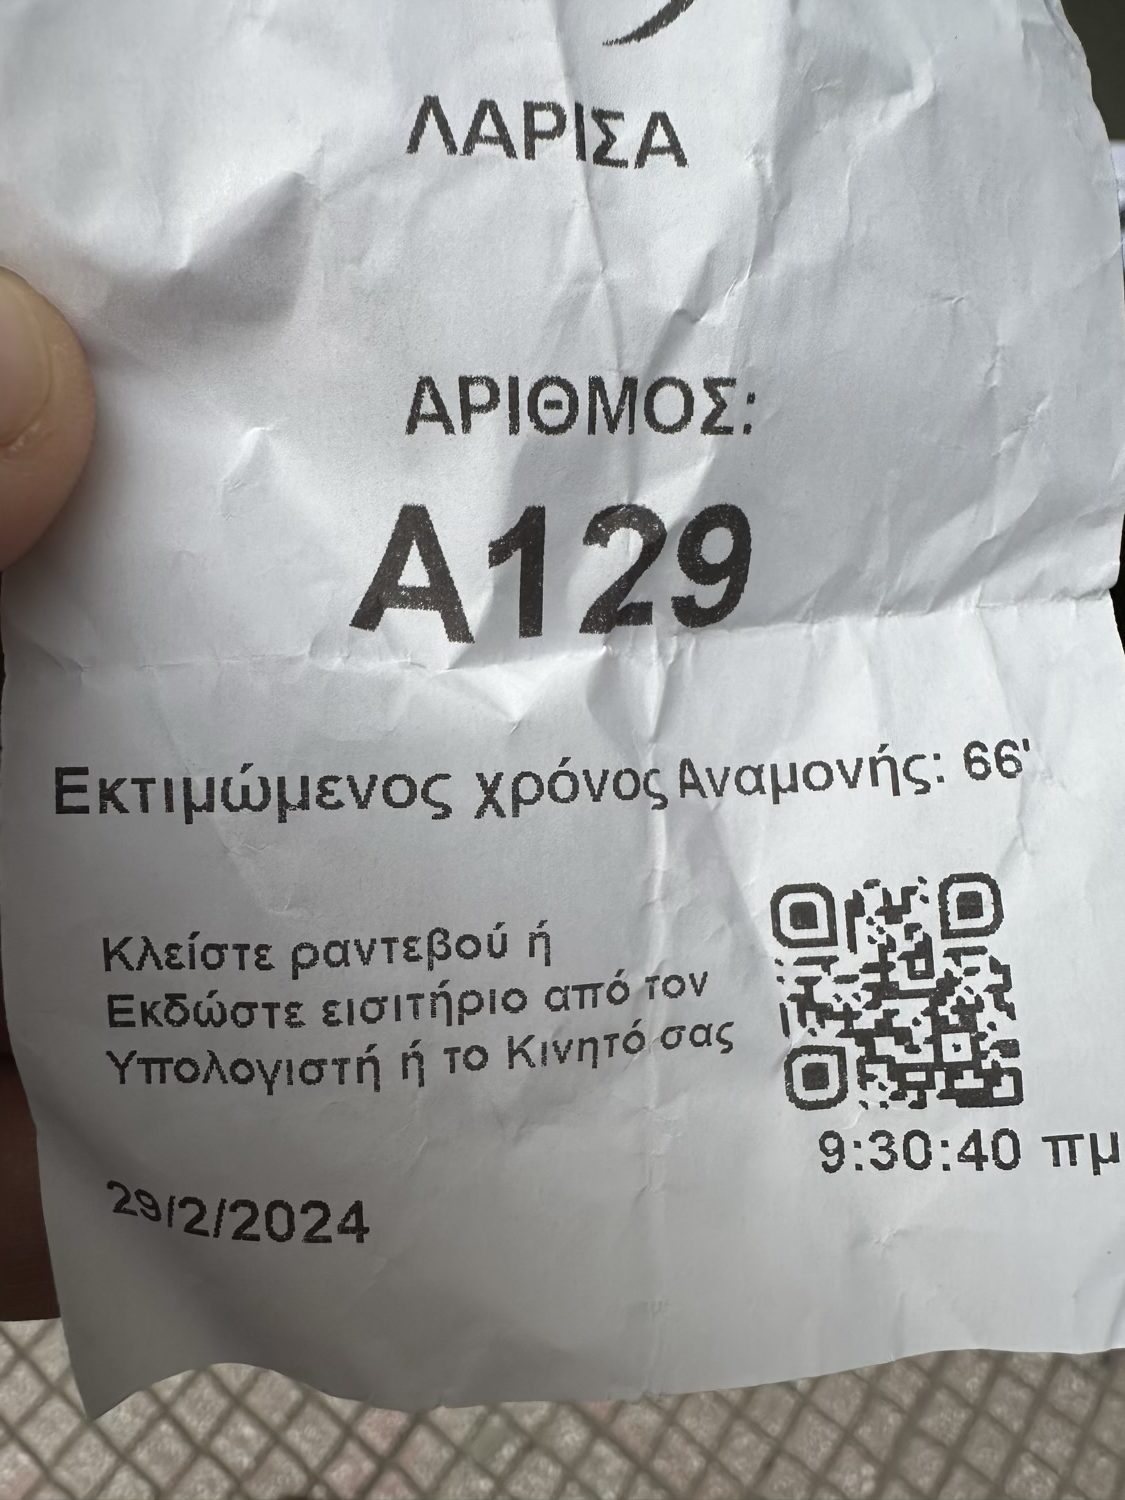 ΛΑΡΙΣΑ
ΑΡΙΘΜΟΣ:
Α129
Εκτιμώμενος χρόνος Αναμονής: 66'
Κλείστε ραντεβού ή
Εκδώστε εισιτήριο από τον
Υπολογιστή ή το Κινητό σας
9:30:40 πμ
29/2/2024